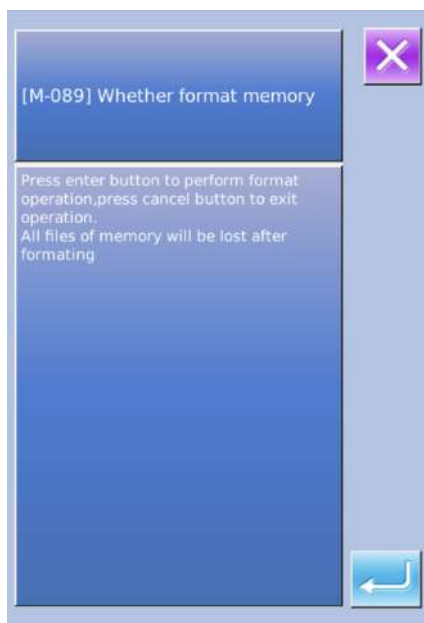 [M-089] Whether format memory
Press enter button to perform format
operation,press cancel button to exit
operation.
All files of memory will be lost after
formating